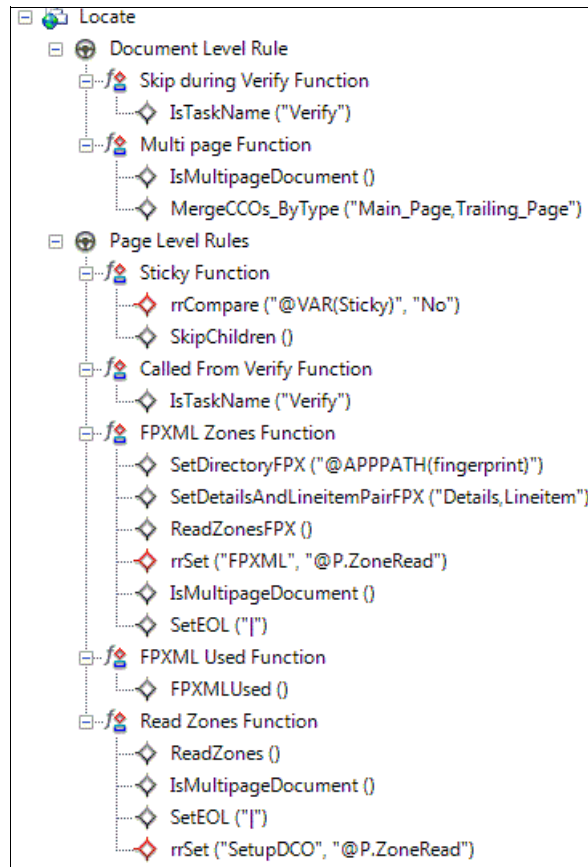 Locate
Document Level Rule
Skip during Verify Function
IsTaskName ("Verify")
Multi page Function
IsMultipageDocument ()
MergeCCOs_ByType ("Main_Page,Trailing_Page")
Page Level Rules
Sticky Function
rrCompare ("@VAR(Sticky)", "No")
SkipChildren ()
Called From Verify Function
IsTaskName ("Verify")
FPXML Zones Function
SetDirectoryFPX ("@APPPATH(fingerprint)")
SetDetailsAndLineitemPairFPX ("Details,Lineitem")
ReadZonesFPX ()
rrSet ("FPXML", "@P.ZoneRead")
IsMultipageDocument ()
SetEOL ("|")
FPXML Used Function
FPXMLUsed ()
Read Zones Function
ReadZones ()
IsMultipageDocument ()
SetEOL ("|")
rrSet ("SetupDCO", "@P.ZoneRead")